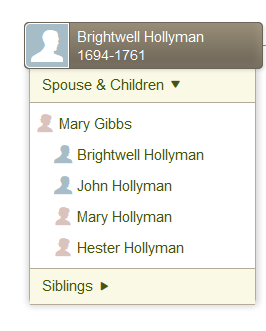 Brightwell Hollyman
1694-1761
Spouse & Children
Mary Gibbs
Brightwell Hollyman
John Hollyman
Mary Hollyman
Hester Hollyman
Siblings